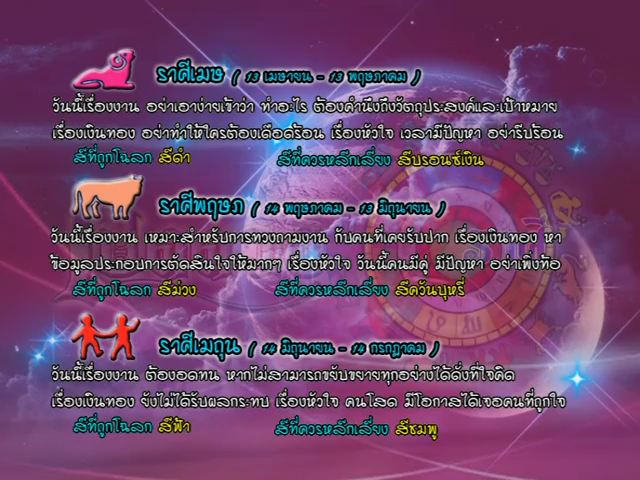 ราศีเมษ ( 13 เมษายน - 13 พฤษภาคม )
วันนี้เรื่องงาน อย่าเอาง่ายเข้าว่า ทำอะไร ต้องคำนึงถึงวัตถุประสงค์และเป้าหมาย
เรื่องเงินทอง อย่าทำให้ใครต้องเดือดร้อน เรื่องหัวใจ เวลามีปัญหา อย่ารีบร้อน
สีที่ถูกโฉลก สีดำ สีที่ควรหลีกเลี่ยง สีบรอนซ์เงิน
ราศีพฤษภ ( 14 พฤษภาคม - 13 มิถุนายน )
วันนี้เรื่องงาน เหมาะสำหรับการทวงถามงาน กับคนที่เคยรับปาก เรื่องเงินทอง หา
ข้อมูลประกอบการตัดสินใจให้มากๆ เรื่องหัวใจ วันนี้คนมีคู่ มีปัญหา อย่าเพิ่งท้อ
สีที่ถูกโฉลก สีม่วง สีที่ควรหลีกเลี่ยง สีควันบุหรี่
ราศีเมถุน ( 14 มิถุนายน - 14 กรกฎาคม )
วันนี้เรื่องงาน ต้องอดทน หากไม่สามารถขยับขยายทุกอย่างได้ดั่งที่ใจคิด
เรื่องเงินทอง ยังไม่ได้รับผลกระทบ เรื่องหัวใจ คนโสด มีโอกาสได้เจอคนที่ถูกใจ
สีที่ถูกโฉลก สีฟ้า สีที่ควรหลีกเลี่ยง สีชมพู